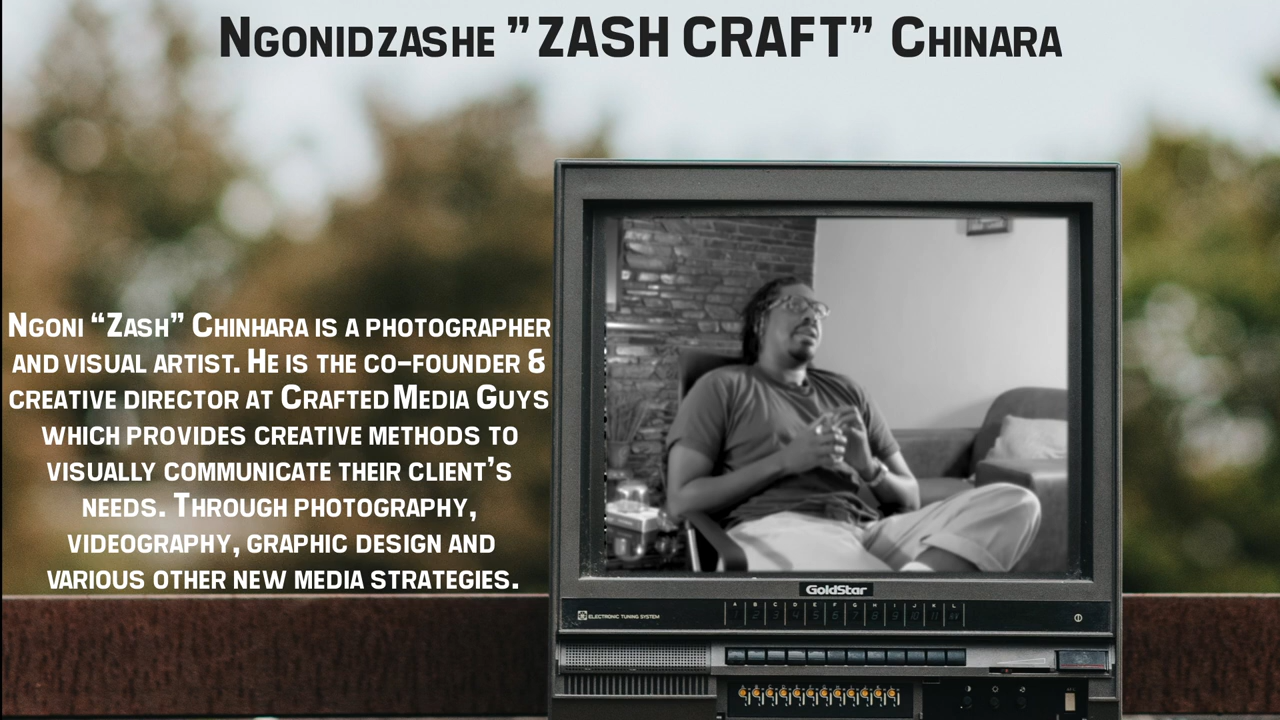 Ngonidzashe ”ZASH CRAFT” Chinara
Ngoni “Zash” Chinhara is a photographer
and visual artist. He is the co-founder &
creative director at Crafted Media Guys
which provides creative methods to
visually communicate their client’s
needs. Through photography,
videography, graphic design and
various other new media strategies.
GoldStar
ELECTRONIC TUNING SYSTEM
A B C D E F G H I J K L